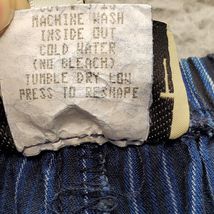 MACHINE WASH
INSIDE OUT
COLD WATER
(NO BLEACH)
TUMBLE DRY LOW
PRESS TO RESHAPE